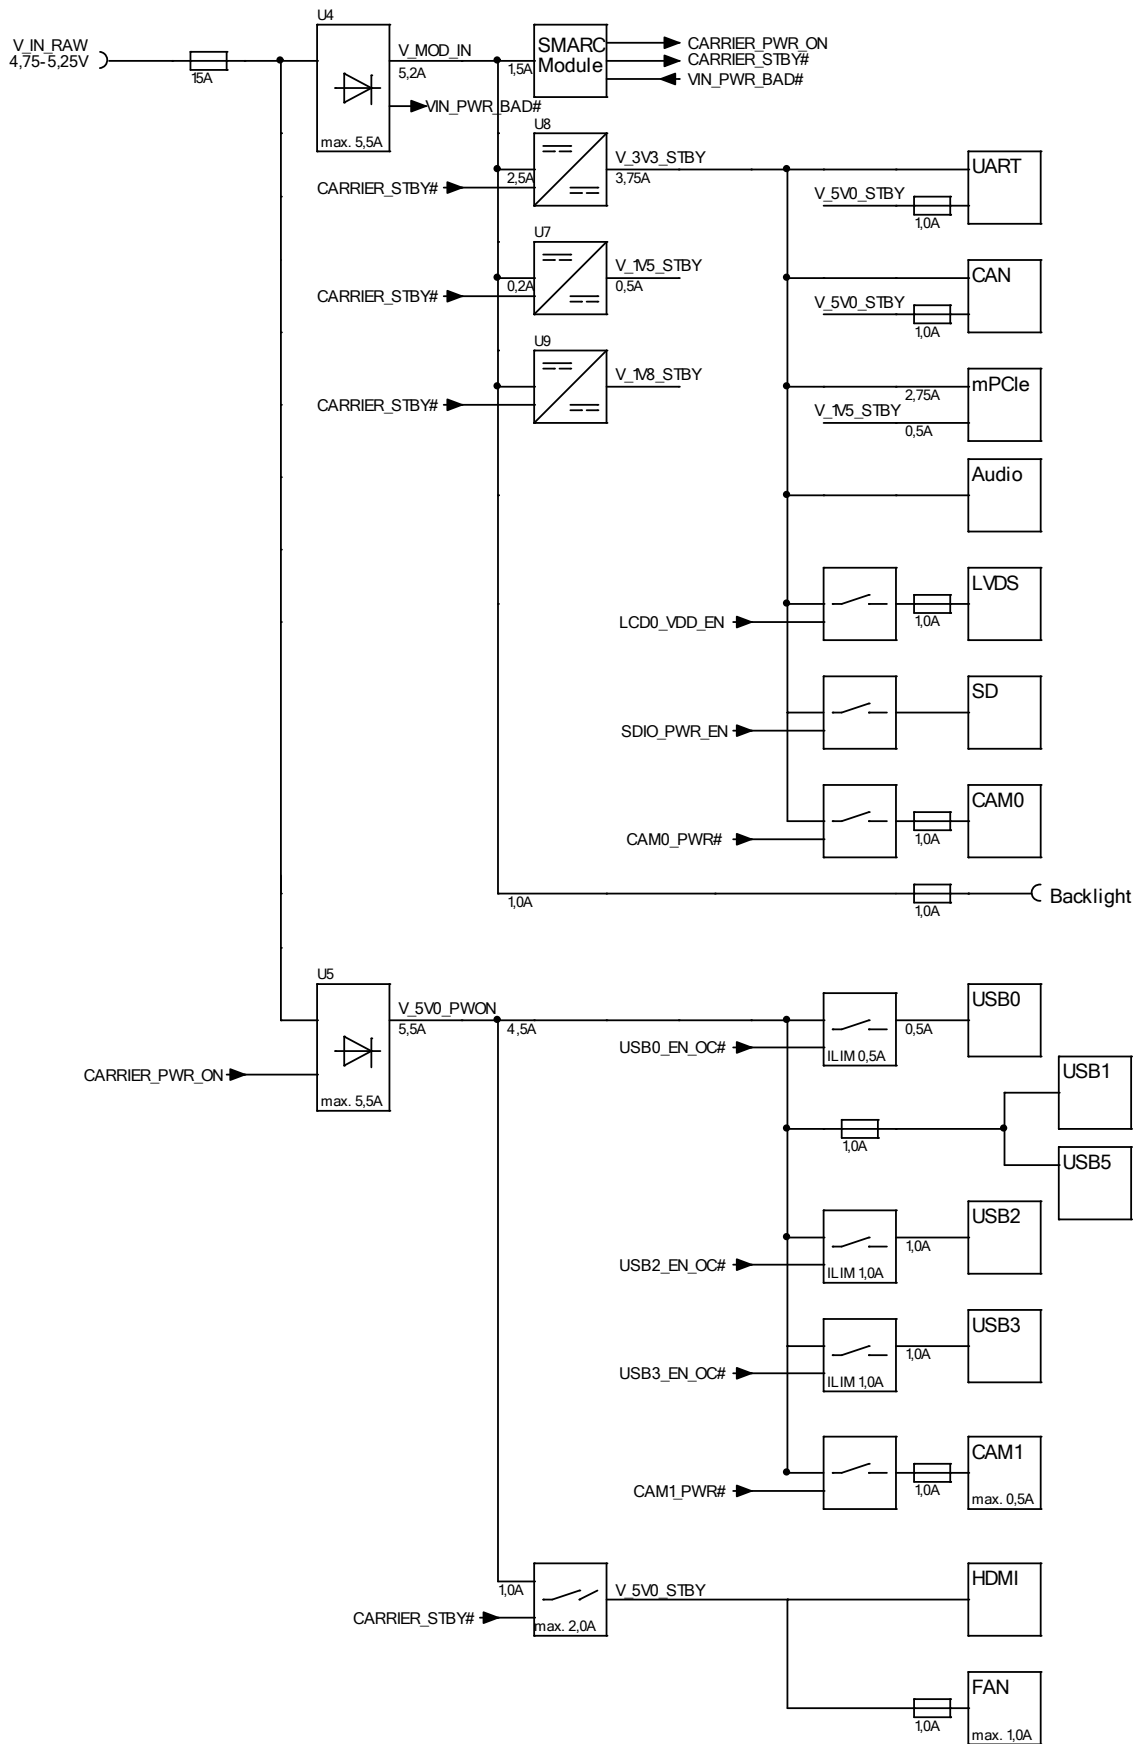 U4
V_IN_RAW
4,75-5,25V
15A
max. 5,5A
V_MOD_IN
5,2A
VIN_PWR_BAD#
1,5A
SMARC
Module
CARRIER_PWR_ON
CARRIER_STBY#
VIN_PWR_BAD#
U8
2,5A
CARRIER_STBY#
V_3V3_STBY
3,75A
UART
V_5V0_STBY
1,0A
U7
0,2A
CARRIER_STBY#
V_1V5_STBY
0,5A
CAN
V_5V0_STBY
1,0A
U9
CARRIER_STBY#
V_1V8_STBY
mPCIe
2,75A
V_1V5_STBY
0,5A
Audio
LVDS
LCD0_VDD_EN
1,0A
SD
SDIO_PWR_EN
CAM0
CAM0_PWR#
1,0A
1,0A
1,0A
Backlight
U5
V_5V0_PWON
5,5A
4,5A
CARRIER_PWR_ON
max. 5,5A
USB0_EN_OC#
ILIM 0,5A
0,5A
USB0
USB1
1,0A
USB5
USB2
1,0A
USB2_EN_OC#
ILIM 1,0A
USB3
1,0A
USB3_EN_OC#
ILIM 1,0A
CAM1
CAM1_PWR#
1,0A
max. 0,5A
1,0A
CARRIER_STBY#
max. 2,0A
V_5V0_STBY
HDMI
FAN
1,0A
max. 1,0A